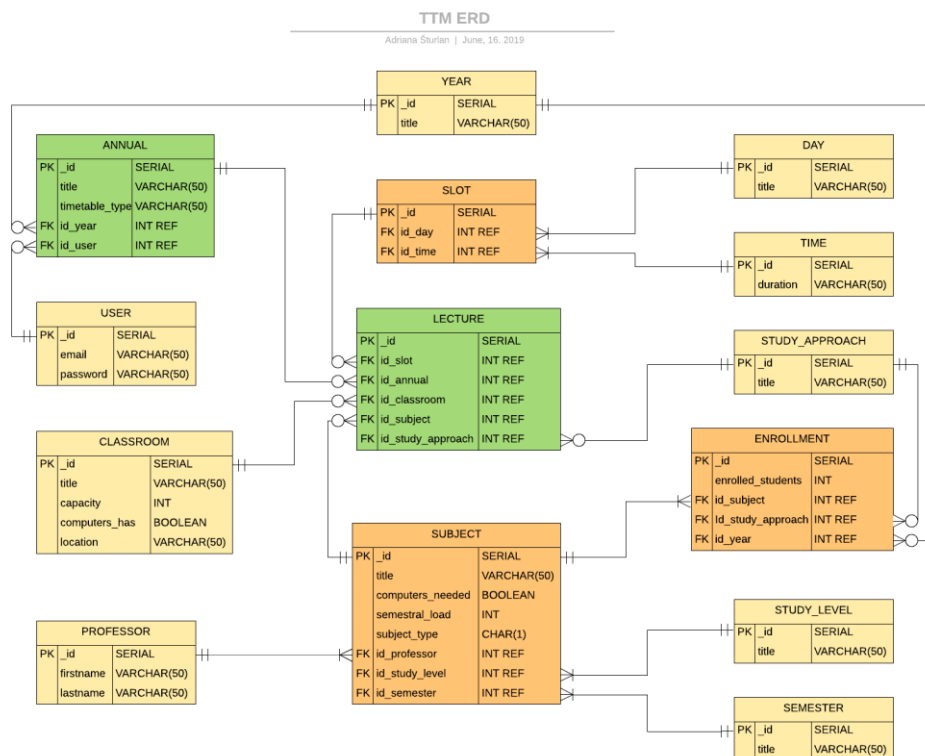 TTM ERD
Adriana Šturlan | June, 16. 2019
YEAR
PK _id SERIAL
title VARCHAR(50)
ANNUAL
PK _id SERIAL
title VARCHAR(50)
timetable_type VARCHAR(50)
FK id_year INT REF
FK id_user INT REF
SLOT
PK _id SERIAL
FK id_day INT REF
FK id_time INT REF
DAY
PK _id SERIAL
title VARCHAR(50)
TIME
PK _id SERIAL
duration VARCHAR(50)
USER
PK _id SERIAL
email VARCHAR(50)
password VARCHAR(50)
LECTURE
PK _id SERIAL
FK id_slot INT REF
FK id_annual INT REF
FK id_classroom INT REF
FK id_subject INT REF
FK id_study_approach INT REF
STUDY_APPROACH
PK _id SERIAL
title VARCHAR(50)
CLASSROOM
PK _id SERIAL
title VARCHAR(50)
capacity INT
computers_has BOOLEAN
location VARCHAR(50)
ENROLLMENT
PK _id SERIAL
enrolled_students INT
FK id_subject INT REF
FK Id_study_approach INT REF
FK id_year INT REF
SUBJECT
PK _id SERIAL
title VARCHAR(50)
computers_needed BOOLEAN
semestral_load INT
subject_type CHAR(1)
FK id_professor INT REF
FK id_study_level INT REF
FK id_semester INT REF
PROFESSOR
PK _id SERIAL
firstname VARCHAR(50)
lastname VARCHAR(50)
STUDY_LEVEL
PK _id SERIAL
title VARCHAR(50)
SEMESTER
PK _id SERIAL
title VARCHAR(50)